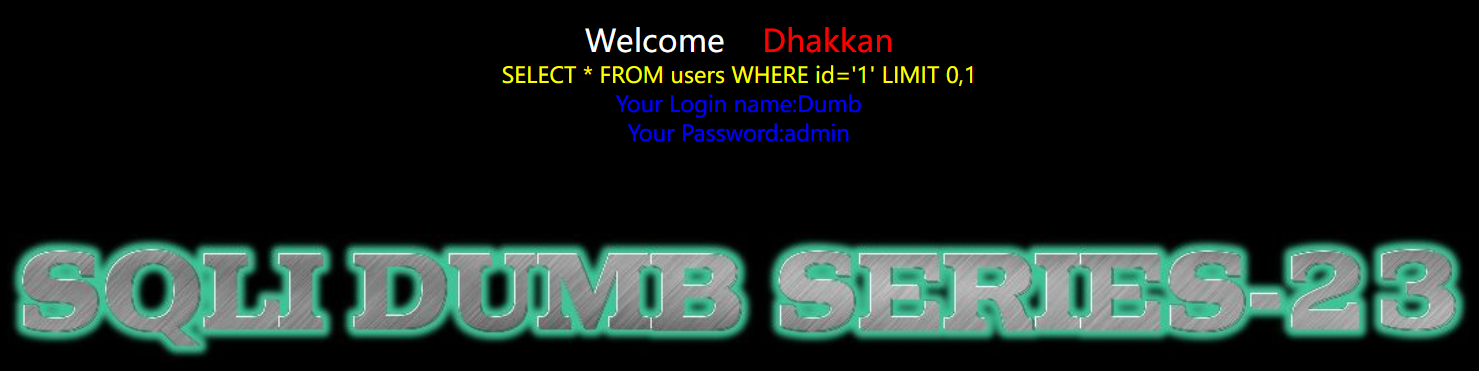 Welcome Dhakkan
SELECT * FROM users WHERE id='1' LIMIT 0,1
Your Login name:Dumb
Your Password:admin
SQLI DUMB SERIES-23